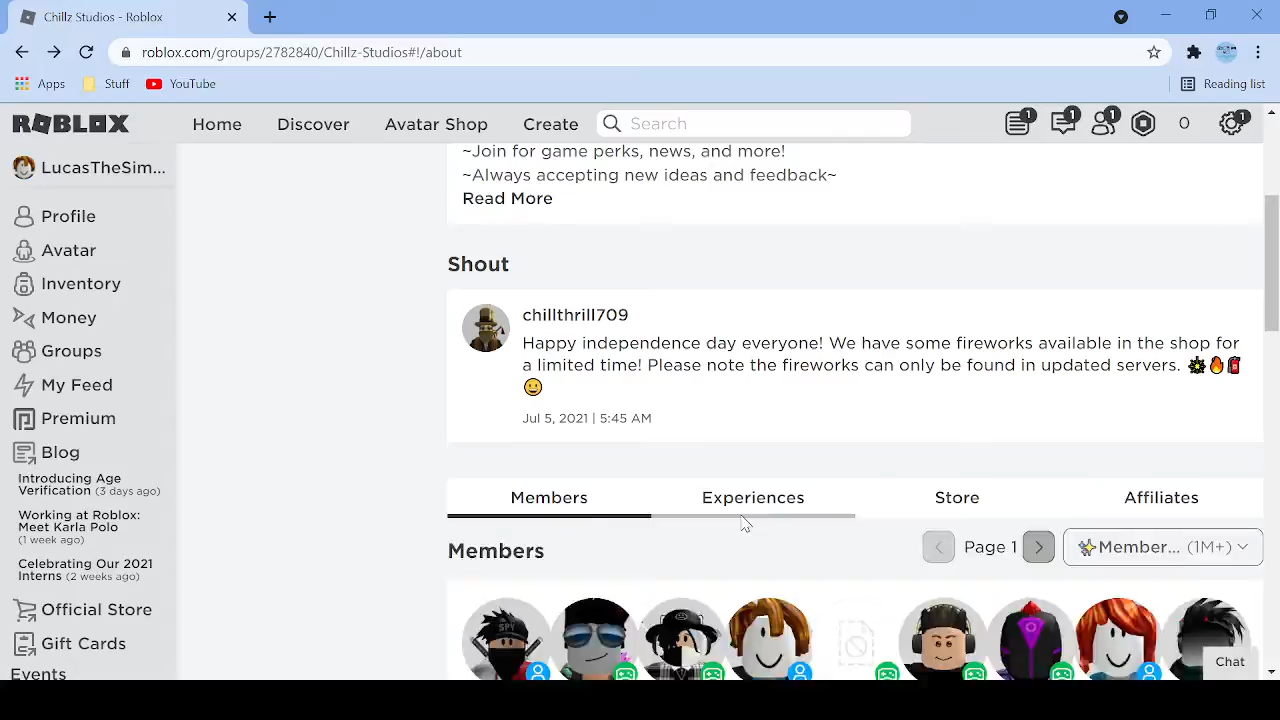 Chillz Studios - Roblox
roblox.com/groups/2782840/Chillz-Studios#!/about
Apps
Stuff
YouTube
Reading list
ROBLOX
Home
Discover
Avatar Shop
Create
Search
1
1
1
0
1
LucasTheSim...
Profile
Avatar
Inventory
Money
Groups
My Feed
Premium
Blog
Introducing Age
Verification (3 days ago)
Working at Roblox:
Meet Karla Polo
(1 week ago)
Celebrating Our 2021
Interns (2 weeks ago)
Official Store
Gift Cards
Events
~Join for game perks, news, and more!
~Always accepting new ideas and feedback~
Read More
Shout
chillthrill709
Happy independence day everyone! We have some fireworks available in the shop for
a limited time! Please note the fireworks can only be found in updated servers. 💥🔥🧨
😀
Jul 5, 2021 | 5:45 AM
Members
Experiences
Store
Affiliates
Members
Page 1
✨Member... (1M+)
SPY
Chat